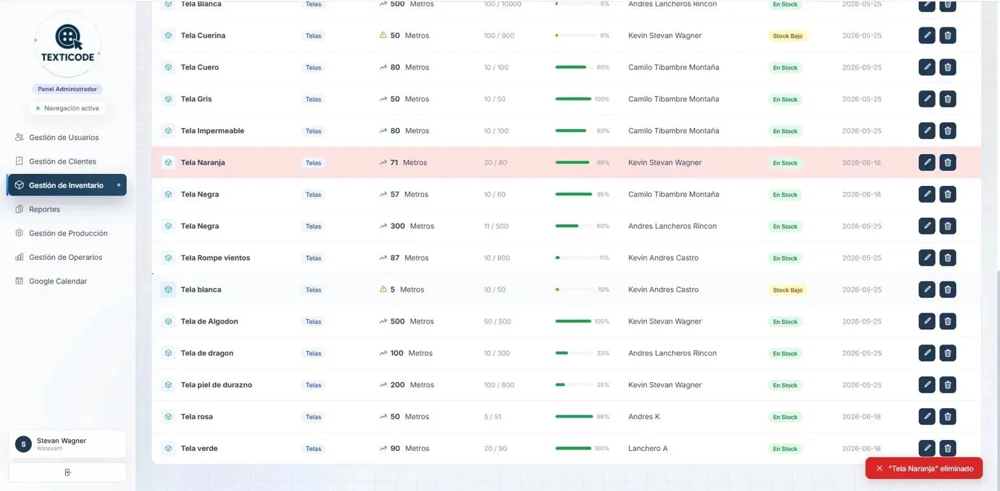 TEXTICODE
Panel Administrador
Navegación activa
Gestión de Usuarios
Gestión de Clientes
Gestión de Inventario
Reportes
Gestión de Producción
Gestión de Operarios
Google Calendar
S Stevan Wagner
Wstevan1
Tela Blanca Telas 500 Metros 100 / 10000 5% Andres Lancheros Rincon En Stock 2026-05-25
Tela Cuerina Telas 50 Metros 100 / 900 6% Kevin Stevan Wagner Stock Bajo 2026-05-25
Tela Cuero Telas 80 Metros 10 / 100 80% Camilo Tibambre Montaña En Stock 2026-05-25
Tela Gris Telas 50 Metros 10 / 50 100% Camilo Tibambre Montaña En Stock 2026-05-25
Tela Impermeable Telas 80 Metros 10 / 100 80% Camilo Tibambre Montaña En Stock 2026-05-25
Tela Naranja Telas 71 Metros 20 / 80 89% Kevin Stevan Wagner En Stock 2026-06-18
Tela Negra Telas 57 Metros 10 / 60 95% Camilo Tibambre Montaña En Stock 2026-06-18
Tela Negra Telas 300 Metros 11 / 500 60% Andres Lancheros Rincon En Stock 2026-05-25
Tela Rompe vientos Telas 87 Metros 10 / 800 11% Kevin Andres Castro En Stock 2026-05-25
Tela blanca Telas 5 Metros 10 / 50 10% Kevin Andres Castro Stock Bajo 2026-05-25
Tela de Algodon Telas 500 Metros 50 / 500 100% Kevin Stevan Wagner En Stock 2026-05-25
Tela de dragon Telas 100 Metros 10 / 300 33% Andres Lancheros Rincon En Stock 2026-05-25
Tela piel de durazno Telas 200 Metros 100 / 800 25% Kevin Stevan Wagner En Stock 2026-05-25
Tela rosa Telas 50 Metros 5 / 51 98% Andres K En Stock 2026-06-18
Tela verde Telas 90 Metros 20 / 90 100% Lanchero A En Stock 2026-06-18
"Tela Naranja" eliminado